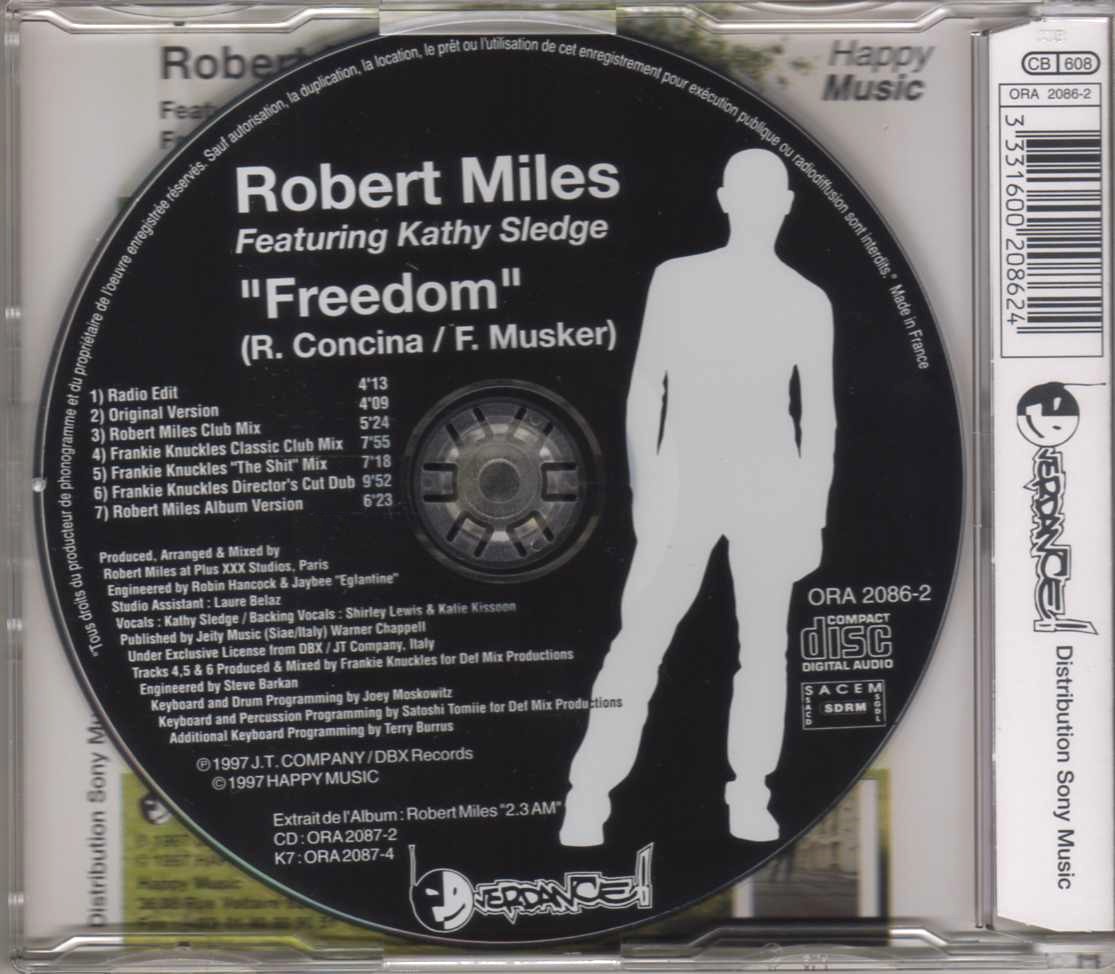 Robert
Feat
Happy
Music
"Tous droits du producteur de phonogramme et du propriétaire de l'oeuvre enregistrée réservés. Sauf autorisation, la duplication, la location, le prêt ou l'utilisation de cet enregistrement pour exécution publique ou radiodiffusion sont interdits." Made in France
Robert Miles
Featuring Kathy Sledge
"Freedom"
(R. Concina / F. Musker)
1) Radio Edit 4'13
2) Original Version 4'09
3) Robert Miles Club Mix 5'24
4) Frankie Knuckles Classic Club Mix 7'55
5) Frankie Knuckles "The Shit" Mix 7'18
6) Frankie Knuckles Director's Cut Dub 9'52
7) Robert Miles Album Version 6'23
Produced, Arranged & Mixed by
Robert Miles at Plus XXX Studios, Paris
Engineered by Robin Hancock & Jaybee "Eglantine"
Studio Assistant : Laure Belaz
Vocals : Kathy Sledge / Backing Vocals : Shirley Lewis & Katie Kissoon
Published by Jeity Music (Siae/Italy) Warner Chappell
Under Exclusive License from DBX / JT Company, Italy
Tracks 4,5 & 6 Produced & Mixed by Frankie Knuckles for Def Mix Productions
Engineered by Steve Barkan
Keyboard and Drum Programming by Joey Moskowitz
Keyboard and Percussion Programming by Satoshi Tomiie for Def Mix Productions
Additional Keyboard Programming by Terry Burrus
℗ 1997 J.T. COMPANY / DBX Records
© 1997 HAPPY MUSIC
Extrait de l'Album : Robert Miles "2.3 AM"
CD : ORA 2087-2
K7 : ORA 2087-4
OVERDANCE!
ORA 2086-2
COMPACT
disc
DIGITAL AUDIO
SACEM
SDRM
SACD
SGDL
Distribution Sony Mu
Happy Music
CB 608
ORA 2086-2
3 331600 208624
OVERDANCE!
Distribution Sony Music